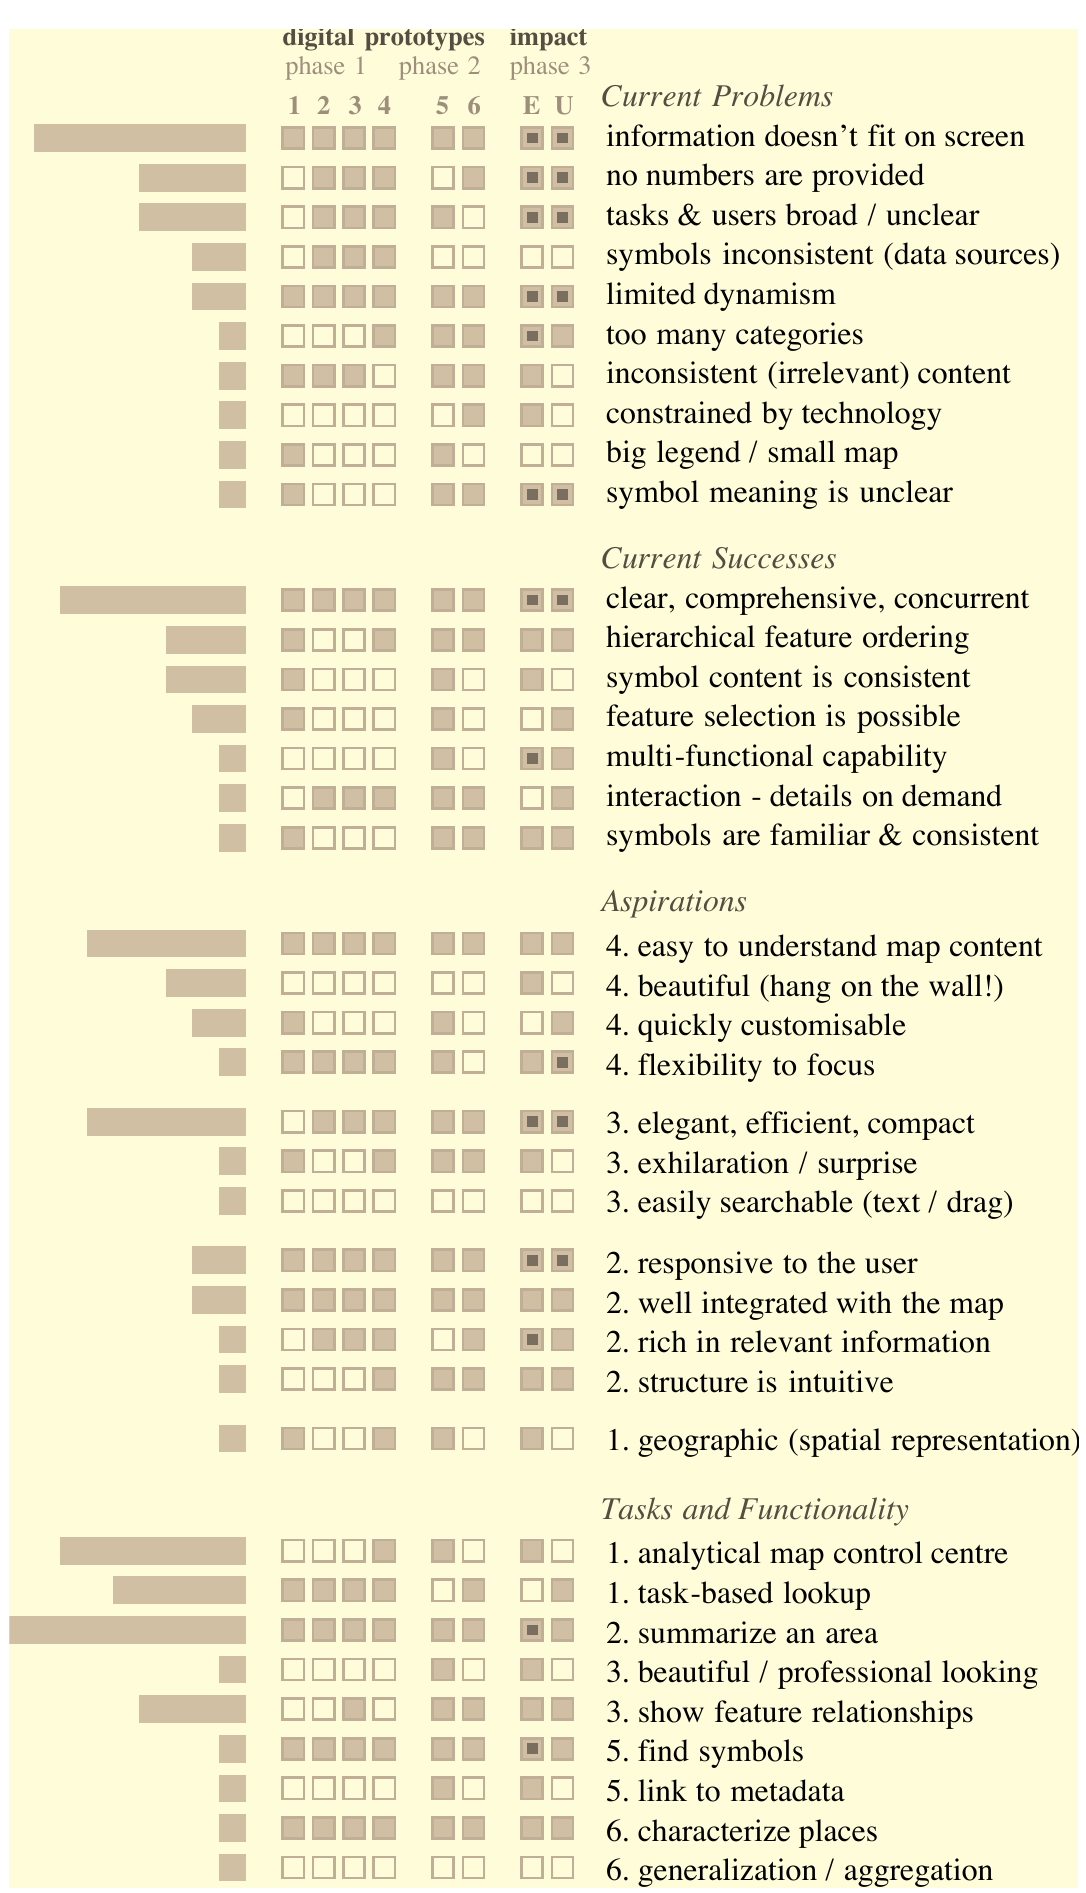 digital prototypes impact
phase 1 phase 2 phase 3
1 2 3 4 5 6 E U
Current Problems
information doesn’t fit on screen
no numbers are provided
tasks & users broad / unclear
symbols inconsistent (data sources)
limited dynamism
too many categories
inconsistent (irrelevant) content
constrained by technology
big legend / small map
symbol meaning is unclear
Current Successes
clear, comprehensive, concurrent
hierarchical feature ordering
symbol content is consistent
feature selection is possible
multi-functional capability
interaction - details on demand
symbols are familiar & consistent
Aspirations
4. easy to understand map content
4. beautiful (hang on the wall!)
4. quickly customisable
4. flexibility to focus
3. elegant, efficient, compact
3. exhilaration / surprise
3. easily searchable (text / drag)
2. responsive to the user
2. well integrated with the map
2. rich in relevant information
2. structure is intuitive
1. geographic (spatial representation)
Tasks and Functionality
1. analytical map control centre
1. task-based lookup
2. summarize an area
3. beautiful / professional looking
3. show feature relationships
5. find symbols
5. link to metadata
6. characterize places
6. generalization / aggregation